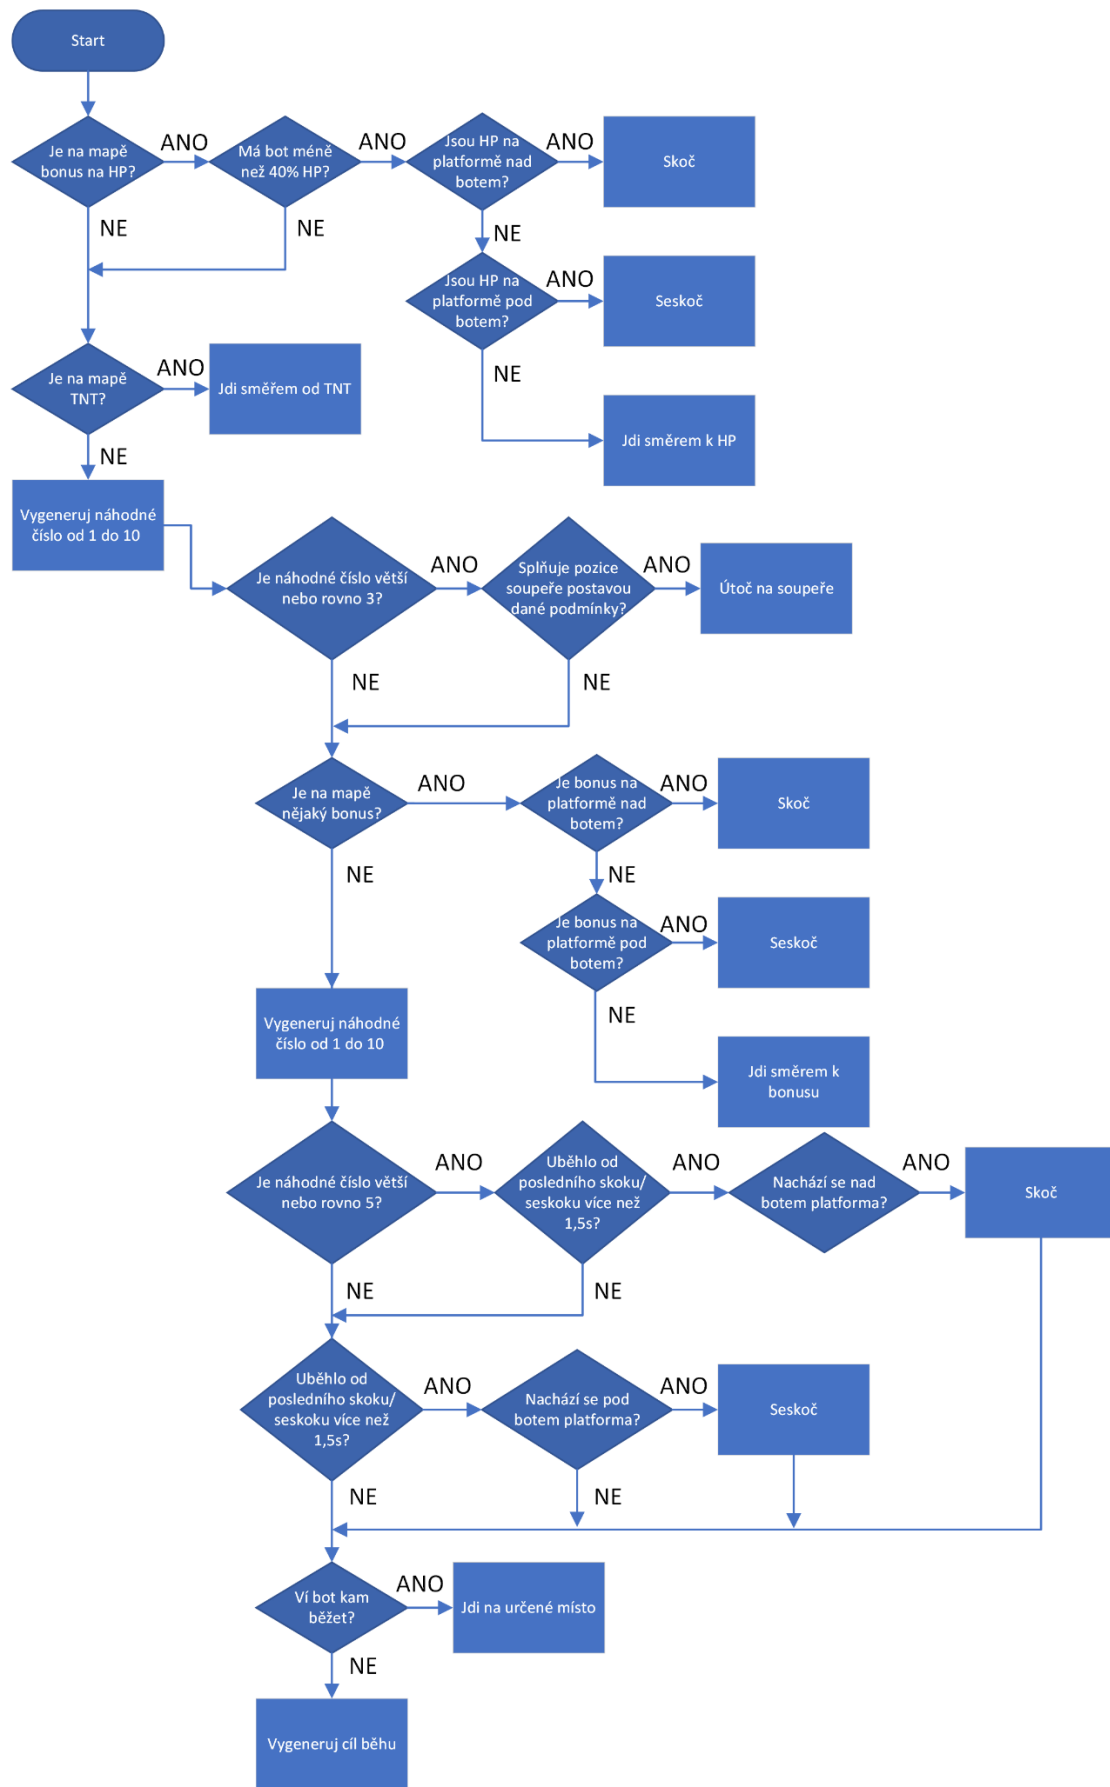 Start
Je na mapě
bonus na HP?
ANO
Má bot méně
než 40% HP?
ANO
Jsou HP na
platformě nad
botem?
ANO
Skoč
NE
NE
NE
Jsou HP na
platformě pod
botem?
ANO
Seskoč
NE
Jdi směrem k HP
Je na mapě
TNT?
ANO
Jdi směřem od TNT
NE
Vygeneruj náhodné
číslo od 1 do 10
Je náhodné číslo větší
nebo rovno 3?
ANO
Splňuje pozice
soupeře postavou
dané podmínky?
ANO
Útoč na soupeře
NE
NE
Je na mapě
nějaký bonus?
ANO
Je bonus na
platformě nad
botem?
ANO
Skoč
NE
NE
Je bonus na
platformě pod
botem?
ANO
Seskoč
NE
Jdi směrem k
bonusu
Vygeneruj náhodné
číslo od 1 do 10
Je náhodné číslo větší
nebo rovno 5?
ANO
Uběhlo od
posledního skoku/
seskoku více než
1,5s?
ANO
Nachází se nad
botem platforma?
ANO
Skoč
NE
NE
Uběhlo od
posledního skoku/
seskoku více než
1,5s?
ANO
Nachází se pod
botem platforma?
ANO
Seskoč
NE
NE
Ví bot kam
běžet?
ANO
Jdi na určené místo
NE
Vygeneruj cíl běhu